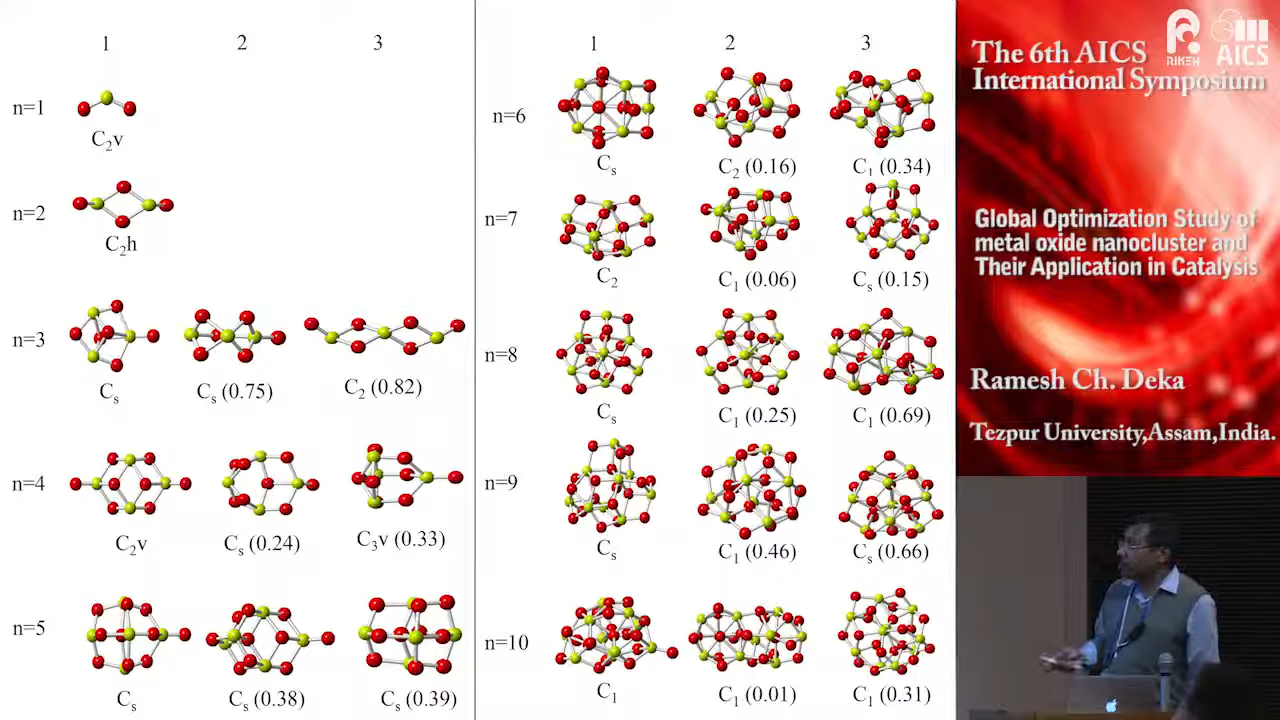 1 2 3
n=1
C₂v
n=2
C₂h
n=3
Cₛ Cₛ (0.75) C₂ (0.82)
n=4
C₂v Cₛ (0.24) C₃v (0.33)
n=5
Cₛ Cₛ (0.38) Cₛ (0.39)
1 2 3
n=6
Cₛ C₂ (0.16) C₁ (0.34)
n=7
C₂ C₁ (0.06) Cₛ (0.15)
n=8
Cₛ C₁ (0.25) C₁ (0.69)
n=9
Cₛ C₁ (0.46) Cₛ (0.66)
n=10
C₁ C₁ (0.01) C₁ (0.31)
RIKEN AICS
The 6th AICS
International Symposium
Global Optimization Study of
metal oxide nanocluster and
Their Application in Catalysis
Ramesh Ch. Deka
Tezpur University,Assam,India.